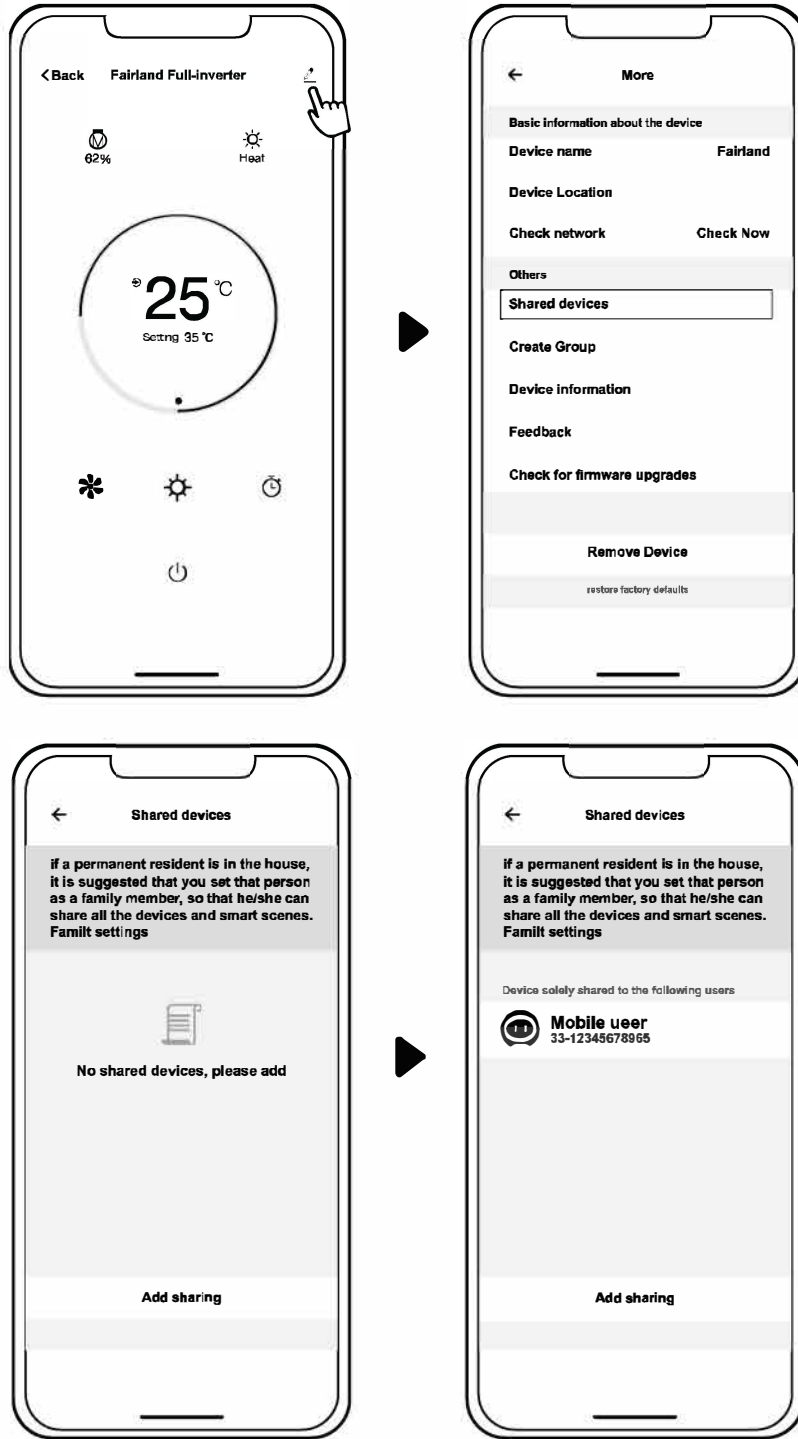 <Back Fairland Full-inverter
62%
Heat
25°C
Settng 35 °C
More
Basic information about the device
Device name Fairland
Device Location
Check network Check Now
Others
Shared devices
Create Group
Device information
Feedback
Check for firmware upgrades
Remove Device
restore factory defaults
Shared devices
if a permanent resident is in the house,
it is suggested that you set that person
as a family member, so that he/she can
share all the devices and smart scenes.
Familt settings
No shared devices, please add
Add sharing
Shared devices
if a permanent resident is in the house,
it is suggested that you set that person
as a family member, so that he/she can
share all the devices and smart scenes.
Familt settings
Device solely shared to the following users
Mobile ueer
33-12345678965
Add sharing